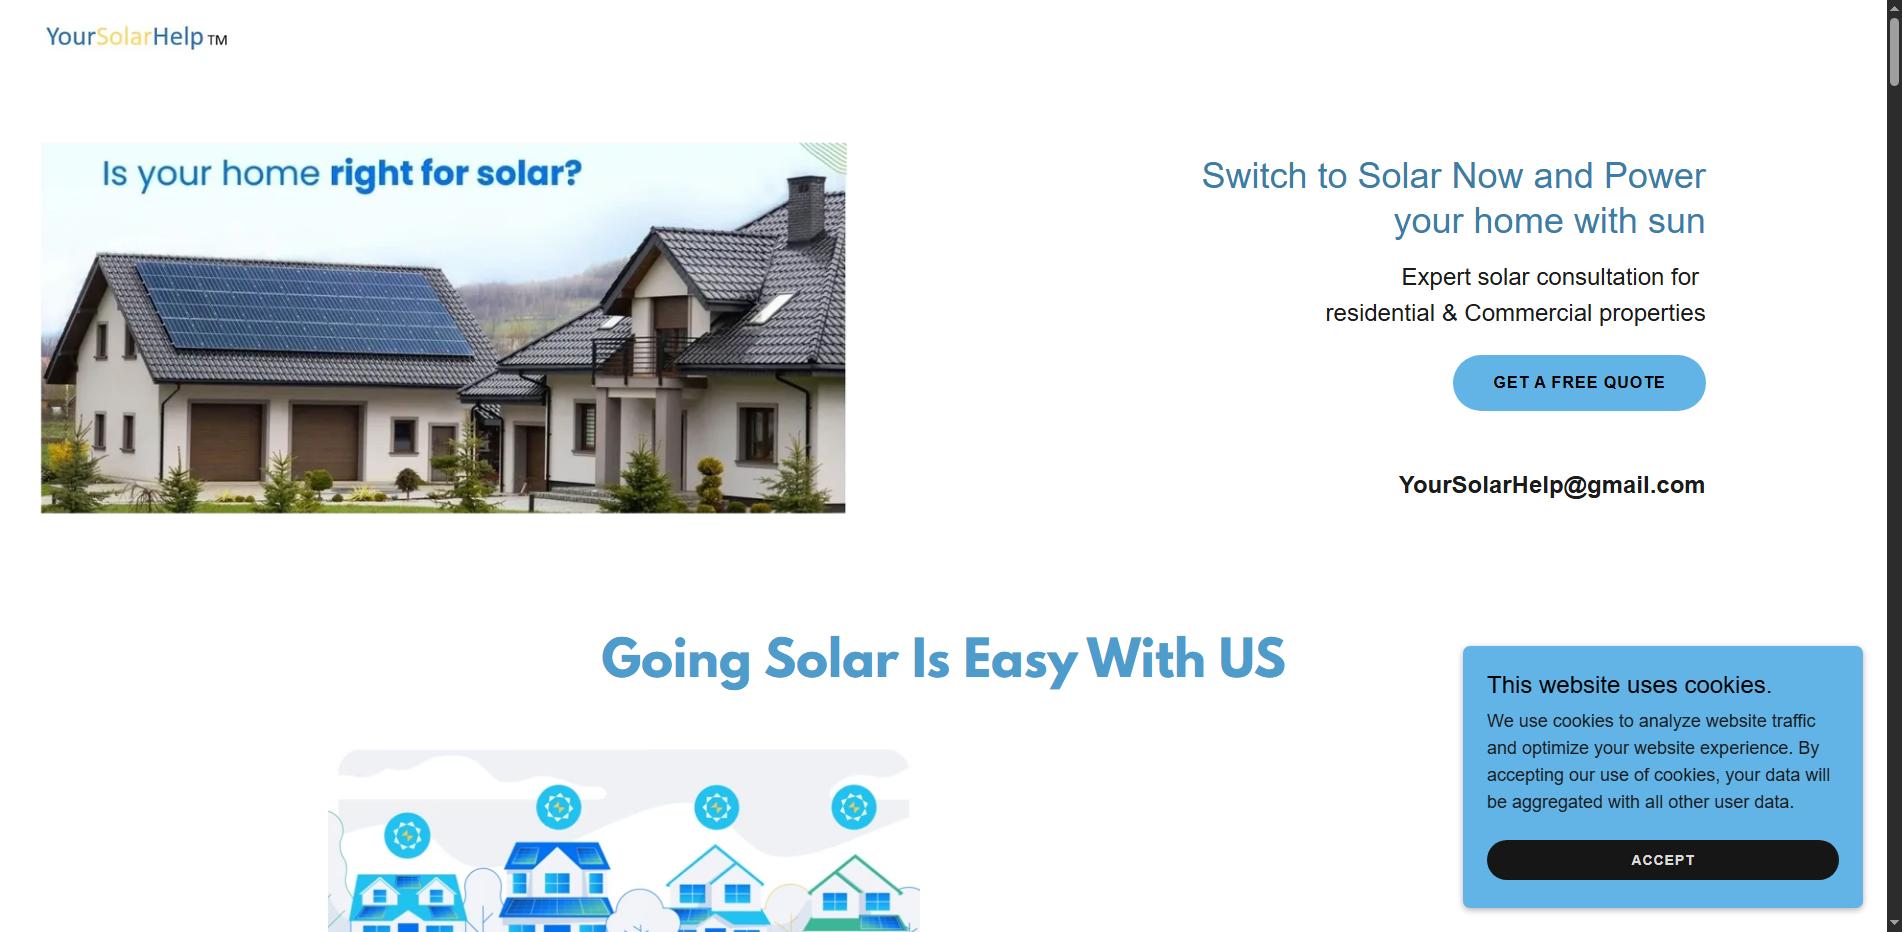 YourSolarHelp TM
Is your home right for solar?
Switch to Solar Now and Power
your home with sun
Expert solar consultation for
residential & Commercial properties
GET A FREE QUOTE
YourSolarHelp@gmail.com
Going Solar Is Easy With US
This website uses cookies.
We use cookies to analyze website traffic
and optimize your website experience. By
accepting our use of cookies, your data will
be aggregated with all other user data.
ACCEPT